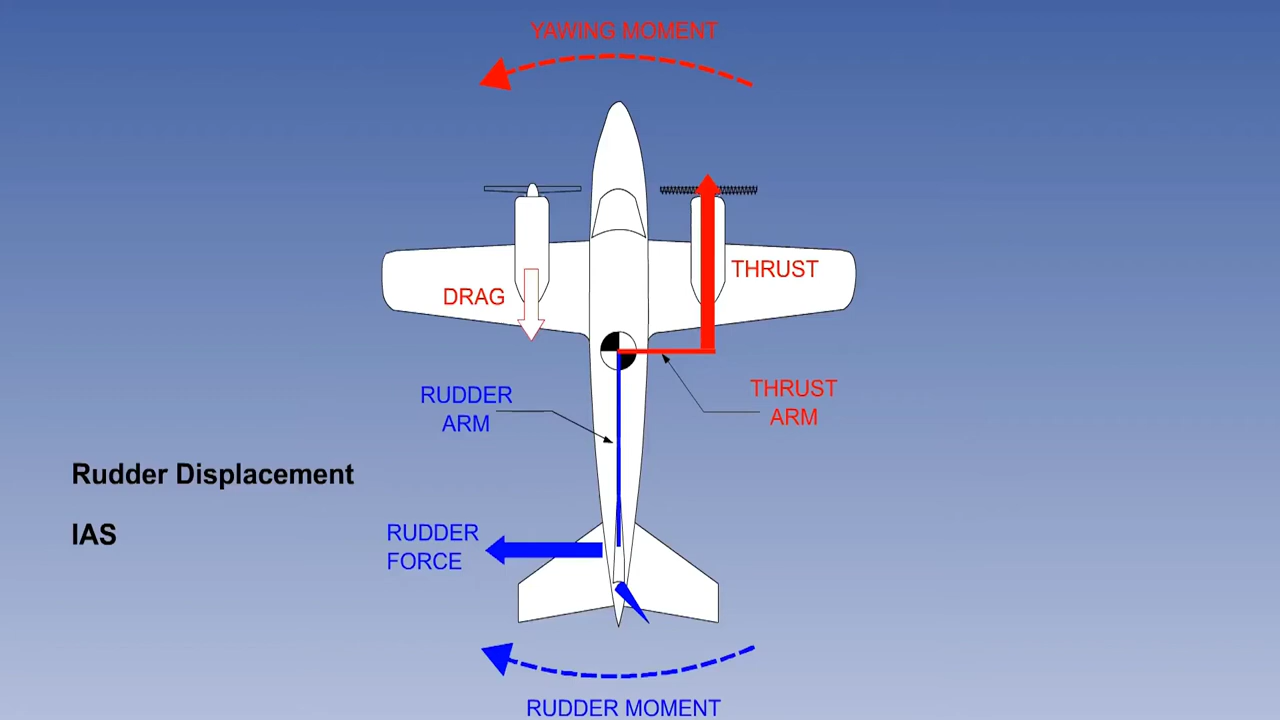 YAWING MOMENT
THRUST
DRAG
RUDDER
ARM
THRUST
ARM
Rudder Displacement
IAS
RUDDER
FORCE
RUDDER MOMENT